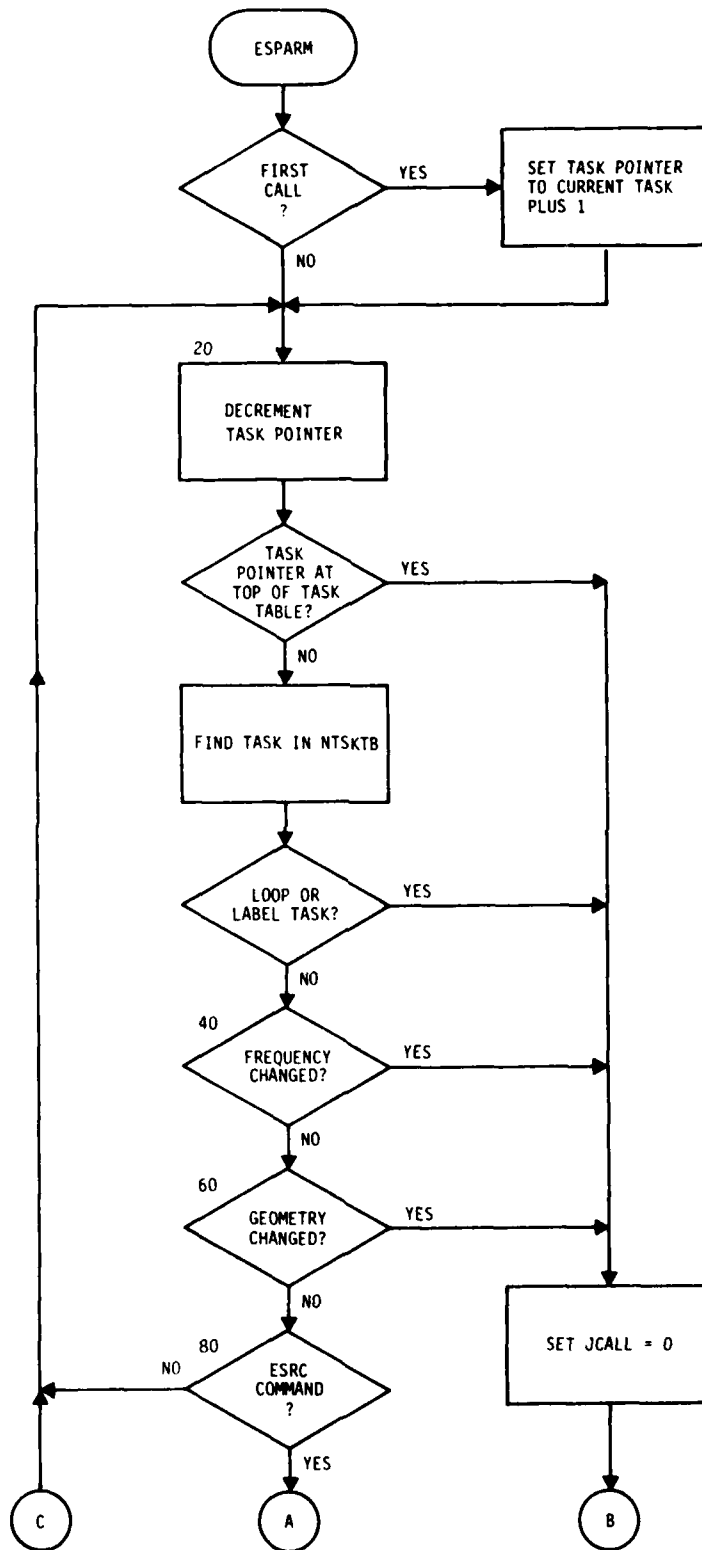 ESPARM
FIRST
CALL
?
YES
SET TASK POINTER
TO CURRENT TASK
PLUS 1
NO
20
DECREMENT
TASK POINTER
TASK
POINTER AT
TOP OF TASK
TABLE?
YES
NO
FIND TASK IN NTSKTB
LOOP OR
LABEL TASK?
YES
NO
40
FREQUENCY
CHANGED?
YES
NO
60
GEOMETRY
CHANGED?
YES
NO
80
ESRC
COMMAND
?
NO
YES
SET JCALL = 0
C
A
B